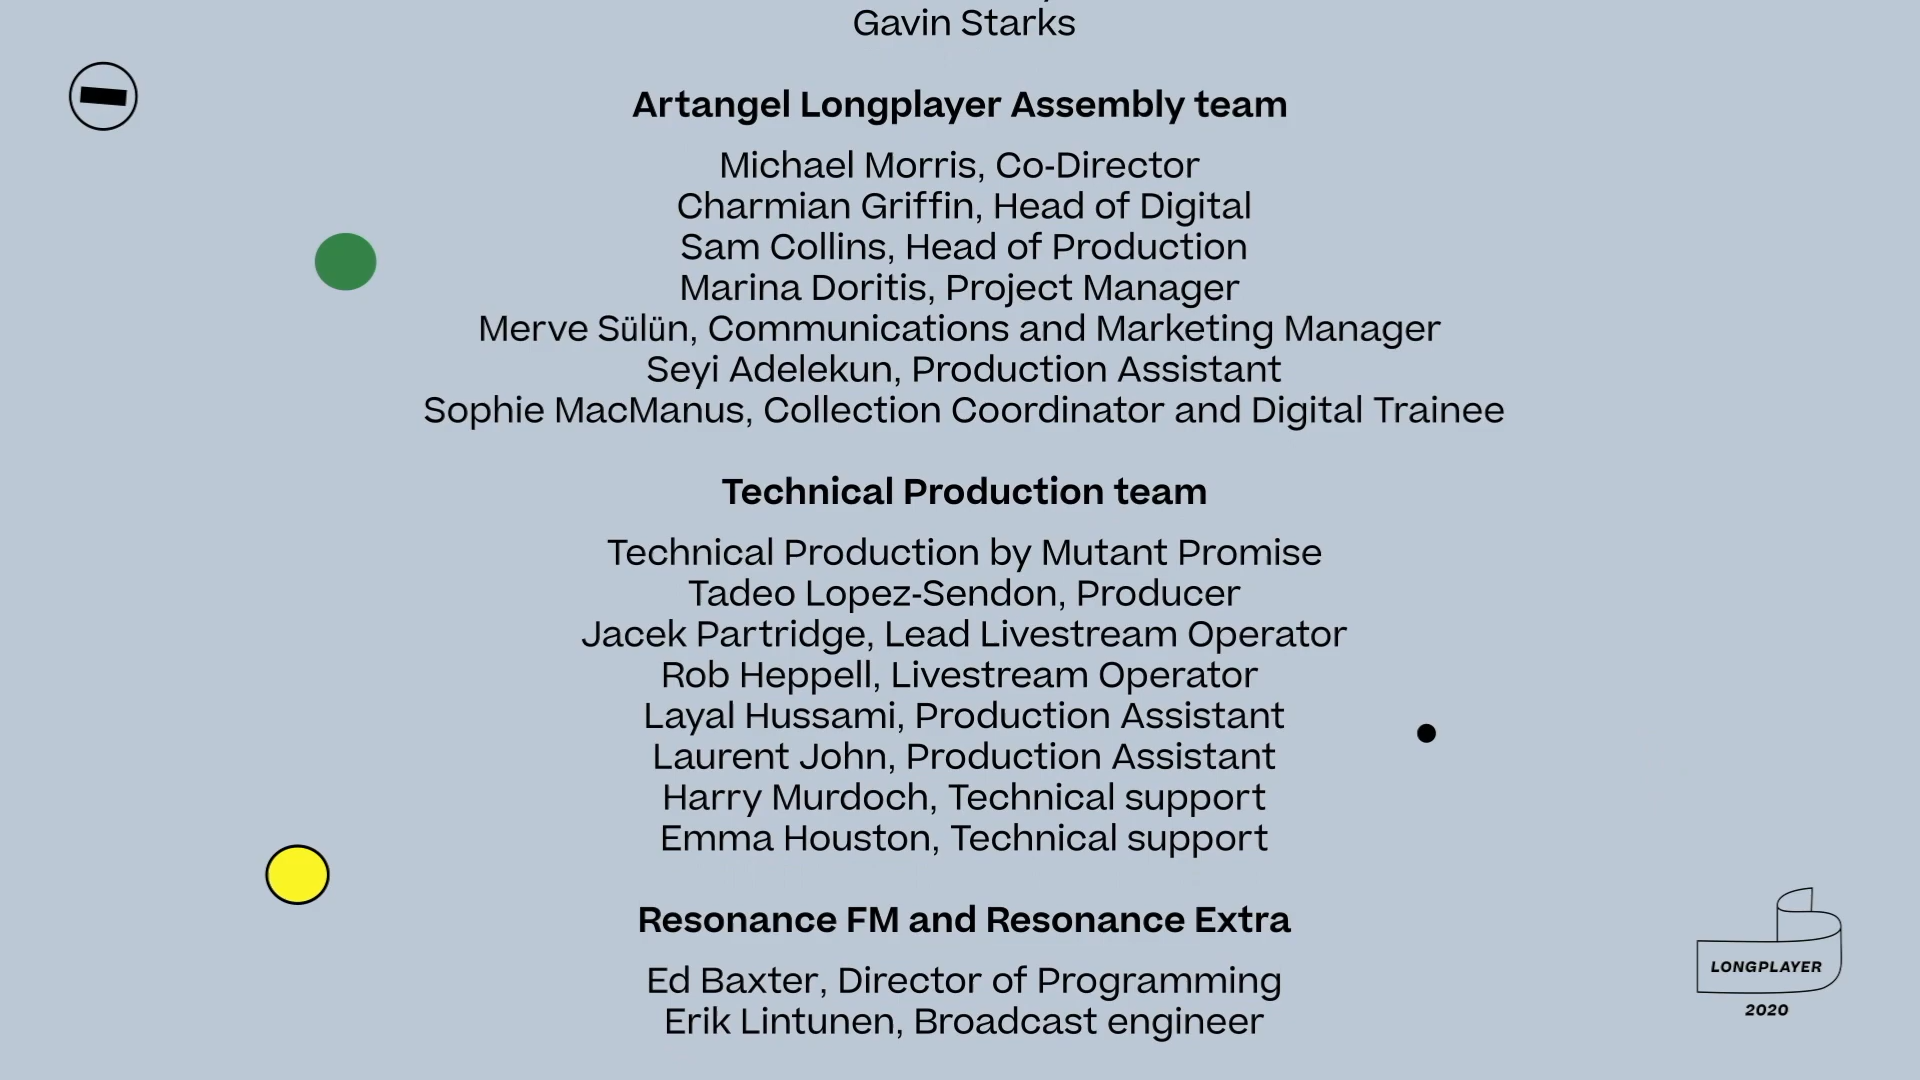 Gavin Starks
Artangel Longplayer Assembly team
Michael Morris, Co-Director
Charmian Griffin, Head of Digital
Sam Collins, Head of Production
Marina Doritis, Project Manager
Merve Sülün, Communications and Marketing Manager
Seyi Adelekun, Production Assistant
Sophie MacManus, Collection Coordinator and Digital Trainee
Technical Production team
Technical Production by Mutant Promise
Tadeo Lopez-Sendon, Producer
Jacek Partridge, Lead Livestream Operator
Rob Heppell, Livestream Operator
Layal Hussami, Production Assistant
Laurent John, Production Assistant
Harry Murdoch, Technical support
Emma Houston, Technical support
Resonance FM and Resonance Extra
Ed Baxter, Director of Programming
Erik Lintunen, Broadcast engineer
LONGPLAYER
2020